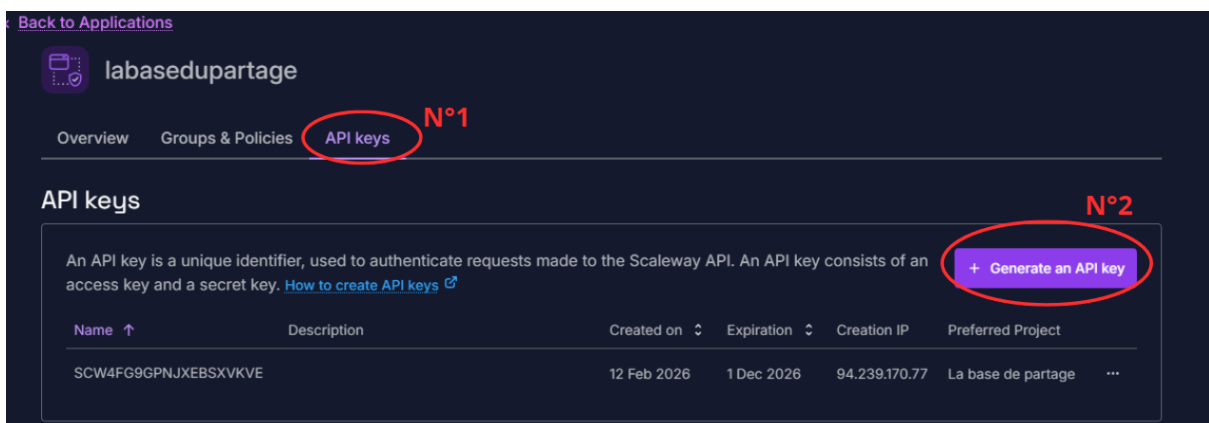 Back to Applications
labasedupartage
N°1
Overview Groups & Policies API keys
API keys
N°2
An API key is a unique identifier, used to authenticate requests made to the Scaleway API. An API key consists of an
access key and a secret key. How to create API keys
+ Generate an API key
Name ↑ Description Created on Expiration Creation IP Preferred Project
SCW4FG9GPNJXEBSXVKVE 12 Feb 2026 1 Dec 2026 94.239.170.77 La base de partage ...